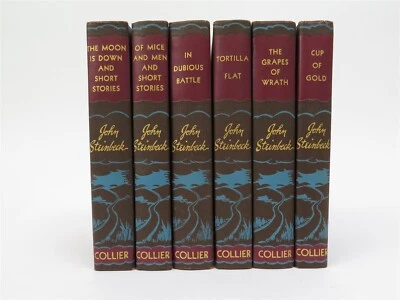 THE MOON
IS DOWN
AND
SHORT
STORIES
John
Steinbeck
COLLIER
OF MICE
AND MEN
AND
SHORT
STORIES
John
Steinbeck
COLLIER
IN
DUBIOUS
BATTLE
John
Steinbeck
COLLIER
TORTILLA
FLAT
John
Steinbeck
COLLIER
THE
GRAPES OF
WRATH
John
Steinbeck
COLLIER
CUP
OF
GOLD
John
Steinbeck
COLLIER